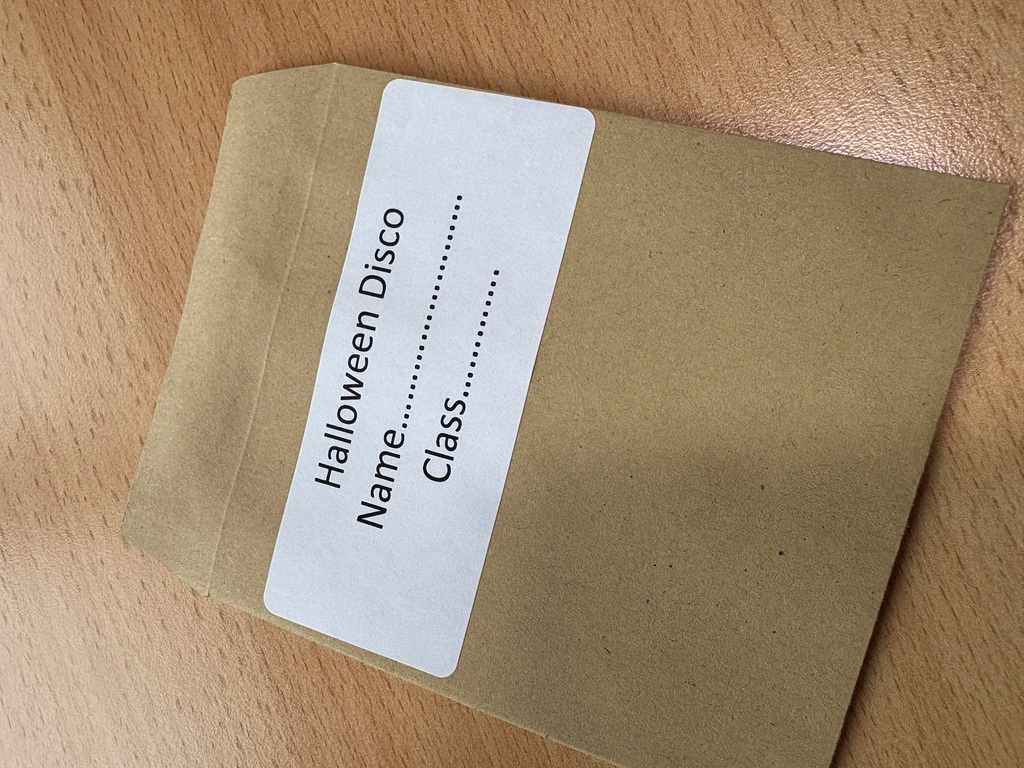 Halloween Disco
Name................................
Class................